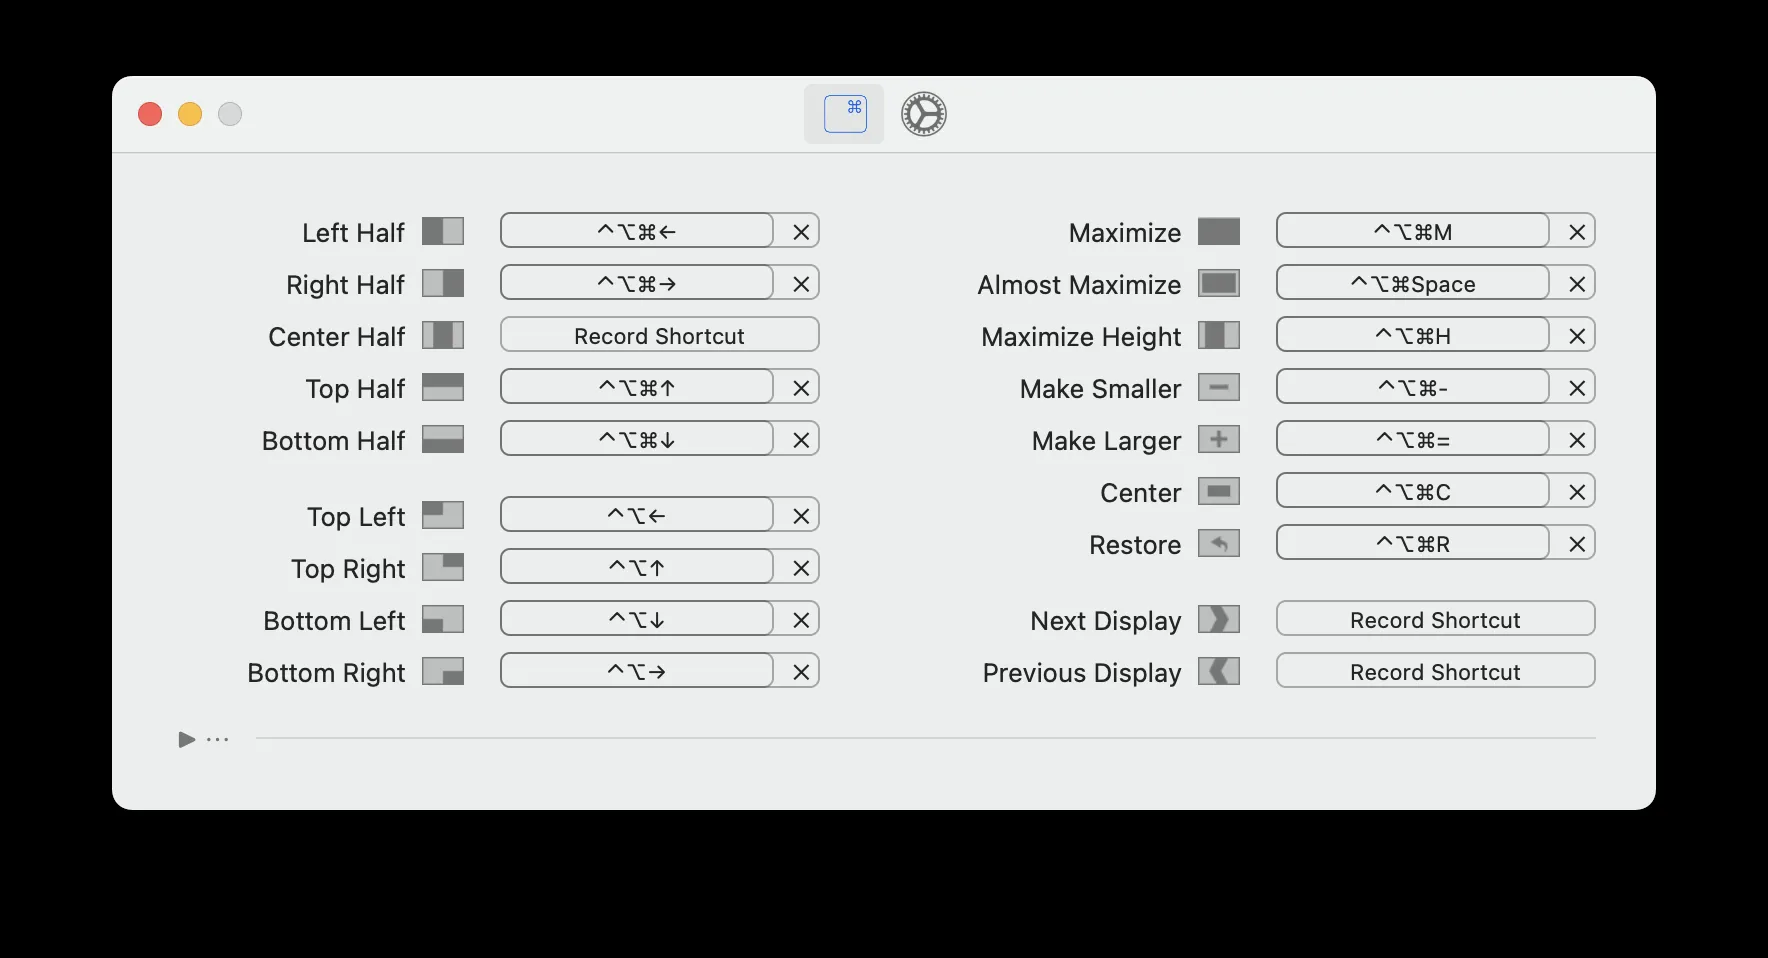 ⌘
Left Half ^⌥⌘←
Right Half ^⌥⌘→
Center Half Record Shortcut
Top Half ^⌥⌘↑
Bottom Half ^⌥⌘↓
Top Left ^⌥←
Top Right ^⌥↑
Bottom Left ^⌥↓
Bottom Right ^⌥→
Maximize ^⌥⌘M
Almost Maximize ^⌥⌘Space
Maximize Height ^⌥⌘H
Make Smaller ^⌥⌘-
Make Larger ^⌥⌘=
Center ^⌥⌘C
Restore ^⌥⌘R
Next Display Record Shortcut
Previous Display Record Shortcut
...